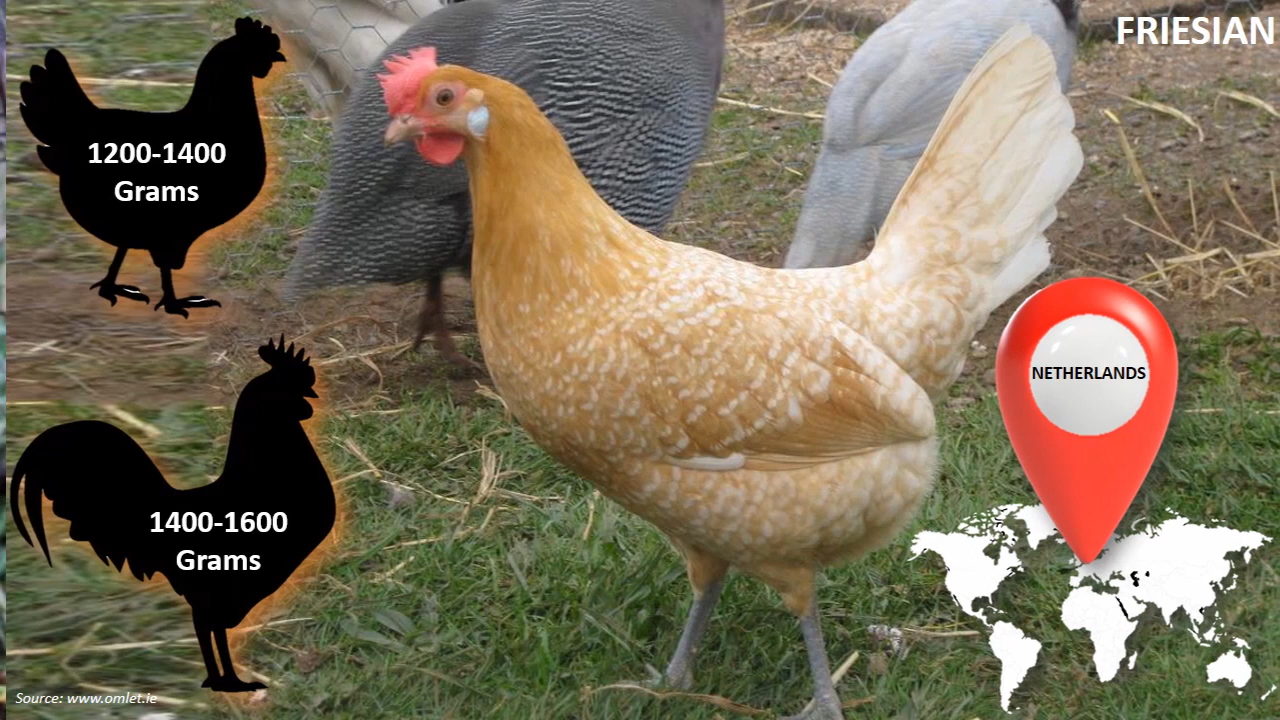 FRIESIAN
1200-1400
Grams
NETHERLANDS
1400-1600
Grams
Source: www.omlet.ie